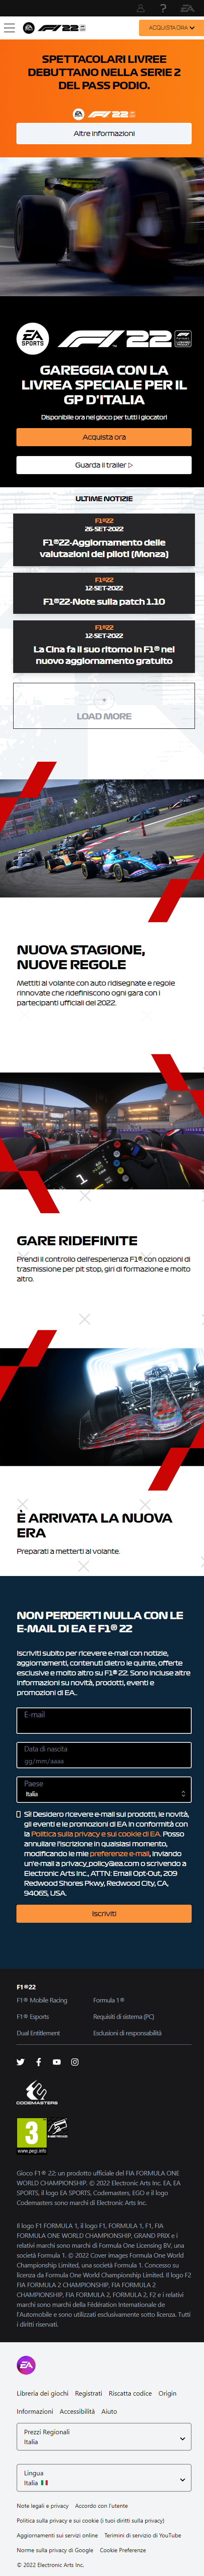 ACQUISTA ORA
F1 22
SPETTACOLARI LIVREE
DEBUTTANO NELLA SERIE 2
DEL PASS PODIO.
F1 22
Altre informazioni
EA
SPORTS
F1 22
GAREGGIA CON LA
LIVREA SPECIALE PER IL
GP D'ITALIA
Disponibile ora nel gioco per tutti i giocatori
Acquista ora
Guarda il trailer ▷
ULTIME NOTIZIE
F1®22
26-SET-2022
F1®22-Aggiornamento delle
valutazioni dei piloti (Monza)
F1®22
12-SET-2022
F1®22-Note sulla patch 1.10
F1®22
12-SET-2022
La Cina fa il suo ritorno in F1® nel
nuovo aggiornamento gratuito
+
LOAD MORE
NUOVA STAGIONE,
NUOVE REGOLE
Mettiti al volante con auto ridisegnate e regole
rinnovate che ridefiniscono ogni gara con i
partecipanti ufficiali del 2022.
GARE RIDEFINITE
Prendi il controllo dell'esperienza F1® con opzioni di
trasmissione per pit stop, giri di formazione e molto
altro.
È ARRIVATA LA NUOVA
ERA
Preparati a metterti al volante.
NON PERDERTI NULLA CON LE
E-MAIL DI EA E F1® 22
Iscriviti subito per ricevere e-mail con notizie,
aggiornamenti, contenuti dietro le quinte, offerte
esclusive e molto altro su F1® 22. Sono incluse altre
informazioni su novità, prodotti, eventi e
promozioni di EA..
E-mail
Data di nascita
gg/mm/aaaa
Paese
Italia
Sì! Desidero ricevere e-mail sui prodotti, le novità,
gli eventi e le promozioni di EA in conformità con
la Politica sulla privacy e sui cookie di EA. Posso
annullare l'iscrizione in qualsiasi momento,
modificando le mie preferenze e-mail, inviando
un'e-mail a privacy_policy@ea.com o scrivendo a
Electronic Arts Inc., ATTN: Email Opt-Out, 209
Redwood Shores Pkwy, Redwood City, CA,
94065, USA.
Iscriviti
F1®22
F1® Mobile Racing Formula 1®
F1® Esports Requisiti di sistema (PC)
Dual Entitlement Esclusioni di responsabilità
CODEMASTERS
3
www.pegi.info
Gioco F1® 22: un prodotto ufficiale del FIA FORMULA ONE
WORLD CHAMPIONSHIP. © 2022 Electronic Arts Inc. EA, EA
SPORTS, il logo EA SPORTS, Codemasters, EGO e il logo
Codemasters sono marchi di Electronic Arts Inc.
Il logo F1 FORMULA 1, il logo F1, FORMULA 1, F1, FIA
FORMULA ONE WORLD CHAMPIONSHIP, GRAND PRIX e i
relativi marchi sono marchi di Formula One Licensing BV, una
società Formula 1. © 2022 Cover images Formula One World
Championship Limited, una società Formula 1. Concesso su
licenza da Formula One World Championship Limited. Il logo F2
FIA FORMULA 2 CHAMPIONSHIP, FIA FORMULA 2
CHAMPIONSHIP, FIA FORMULA 2, FORMULA 2, F2 e i relativi
marchi sono marchi della Fédération Internationale de
l'Automobile e sono utilizzati esclusivamente sotto licenza. Tutti
i diritti riservati.
EA
Libreria dei giochi Registrati Riscatta codice Origin
Informazioni Accessibilità Aiuto
Prezzi Regionali
Italia
Lingua
Italia
Note legali e privacy Accordo con l'utente
Politica sulla privacy e sui cookie (i tuoi diritti sulla privacy)
Aggiornamenti sui servizi online Termini di servizio di YouTube
Norme sulla privacy di Google Cookie Preferenze
© 2022 Electronic Arts Inc.